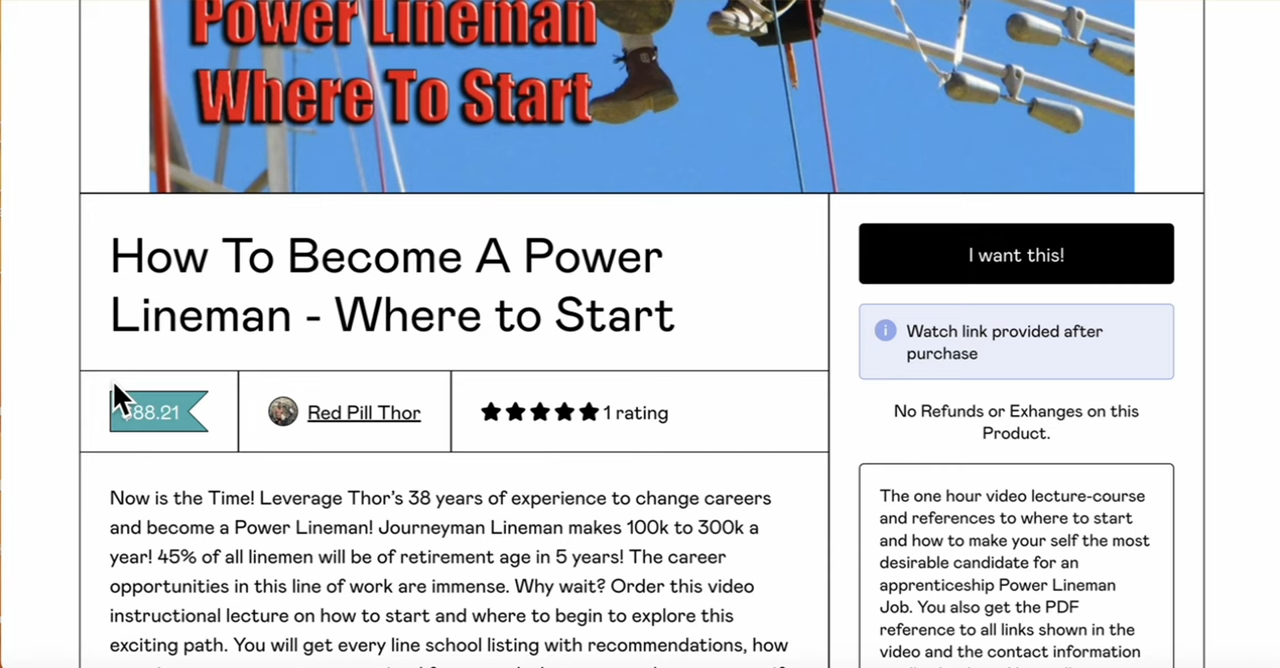 Power Lineman
Where To Start
How To Become A Power
Lineman - Where to Start
88.21
Red Pill Thor
1 rating
Now is the Time! Leverage Thor's 38 years of experience to change careers
and become a Power Lineman! Journeyman Lineman makes 100k to 300k a
year! 45% of all linemen will be of retirement age in 5 years! The career
opportunities in this line of work are immense. Why wait? Order this video
instructional lecture on how to start and where to begin to explore this
exciting path. You will get every line school listing with recommendations, how
I want this!
i
Watch link provided after
purchase
No Refunds or Exhanges on this
Product.
The one hour video lecture-course
and references to where to start
and how to make your self the most
desirable candidate for an
apprenticeship Power Lineman
Job. You also get the PDF
reference to all links shown in the
video and the contact information